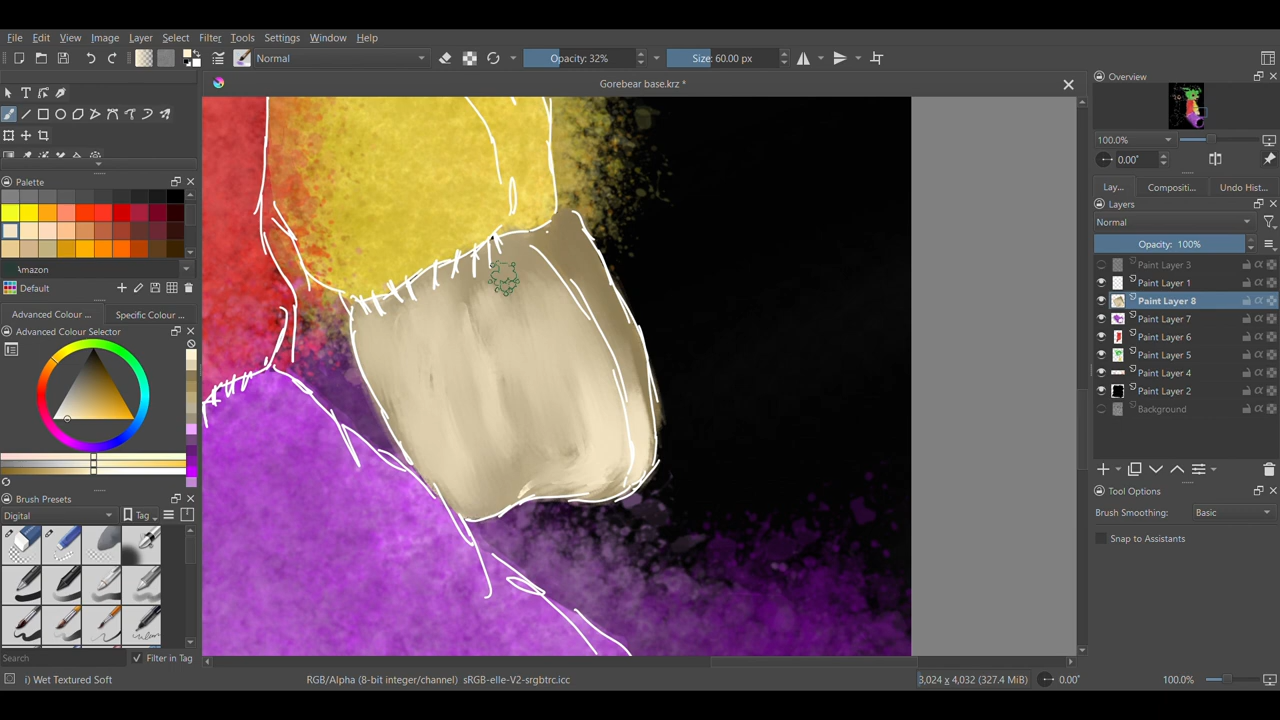 File Edit View Image Layer Select Filter Tools Settings Window Help
Normal Opacity: 32% Size: 60.00 px
Gorebear base.krz *
Overview
100.0%
0.00°
Lay... Compositi... Undo Hist...
Layers
Normal
Opacity: 100%
Paint Layer 3
Paint Layer 1
Paint Layer 8
Paint Layer 7
Paint Layer 6
Paint Layer 5
Paint Layer 4
Paint Layer 2
Background
Tool Options
Brush Smoothing: Basic
Snap to Assistants
Palette
Amazon
Default
Advanced Colour ... Specific Colour ...
Advanced Colour Selector
Brush Presets
Digital Tag
Search Filter in Tag
i) Wet Textured Soft RGB/Alpha (8-bit integer/channel) sRGB-elle-V2-srgbtrc.icc 3,024 x 4,032 (327.4 MiB) 0.00° 100.0%